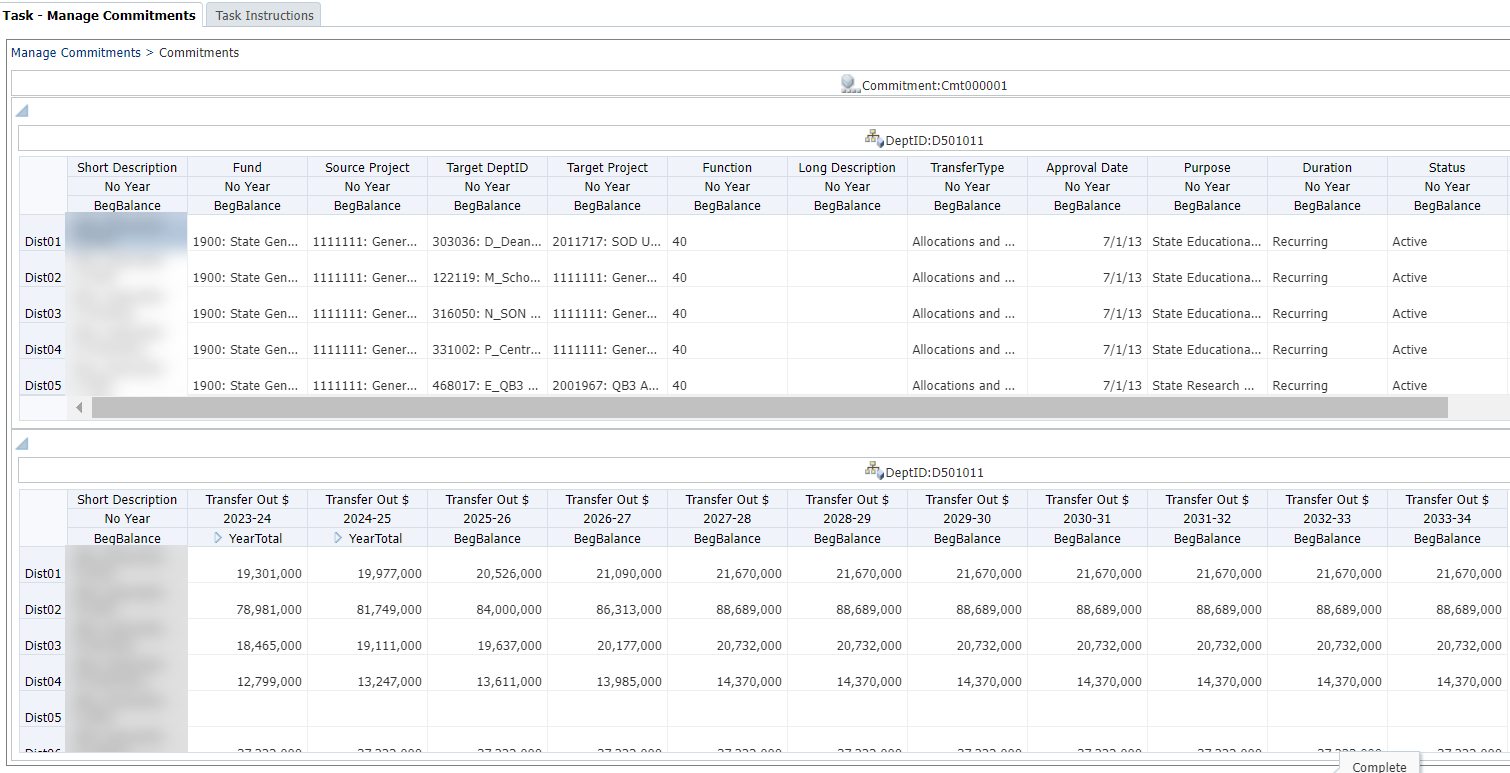 Task - Manage Commitments Task Instructions
Manage Commitments > Commitments
Commitment:Cmt000001
DeptID:D501011
Short Description Fund Source Project Target DeptID Target Project Function Long Description TransferType Approval Date Purpose Duration Status
No Year No Year No Year No Year No Year No Year No Year No Year No Year No Year No Year No Year
BegBalance BegBalance BegBalance BegBalance BegBalance BegBalance BegBalance BegBalance BegBalance BegBalance BegBalance BegBalance
Dist01 1900: State Gen... 1111111: Gener... 303036: D_Dean... 2011717: SOD U... 40 Allocations and ... 7/1/13 State Educationa... Recurring Active
Dist02 1900: State Gen... 1111111: Gener... 122119: M_Scho... 1111111: Gener... 40 Allocations and ... 7/1/13 State Educationa... Recurring Active
Dist03 1900: State Gen... 1111111: Gener... 316050: N_SON ... 1111111: Gener... 40 Allocations and ... 7/1/13 State Educationa... Recurring Active
Dist04 1900: State Gen... 1111111: Gener... 331002: P_Centr... 1111111: Gener... 40 Allocations and ... 7/1/13 State Educationa... Recurring Active
Dist05 1900: State Gen... 1111111: Gener... 468017: E_QB3 ... 2001967: QB3 A... 40 Allocations and ... 7/1/13 State Research ... Recurring Active
DeptID:D501011
Short Description Transfer Out $ Transfer Out $ Transfer Out $ Transfer Out $ Transfer Out $ Transfer Out $ Transfer Out $ Transfer Out $ Transfer Out $ Transfer Out $ Transfer Out $
No Year 2023-24 2024-25 2025-26 2026-27 2027-28 2028-29 2029-30 2030-31 2031-32 2032-33 2033-34
BegBalance YearTotal YearTotal BegBalance BegBalance BegBalance BegBalance BegBalance BegBalance BegBalance BegBalance BegBalance
Dist01 19,301,000 19,977,000 20,526,000 21,090,000 21,670,000 21,670,000 21,670,000 21,670,000 21,670,000 21,670,000 21,670,000
Dist02 78,981,000 81,749,000 84,000,000 86,313,000 88,689,000 88,689,000 88,689,000 88,689,000 88,689,000 88,689,000 88,689,000
Dist03 18,465,000 19,111,000 19,637,000 20,177,000 20,732,000 20,732,000 20,732,000 20,732,000 20,732,000 20,732,000 20,732,000
Dist04 12,799,000 13,247,000 13,611,000 13,985,000 14,370,000 14,370,000 14,370,000 14,370,000 14,370,000 14,370,000 14,370,000
Dist05
Complete